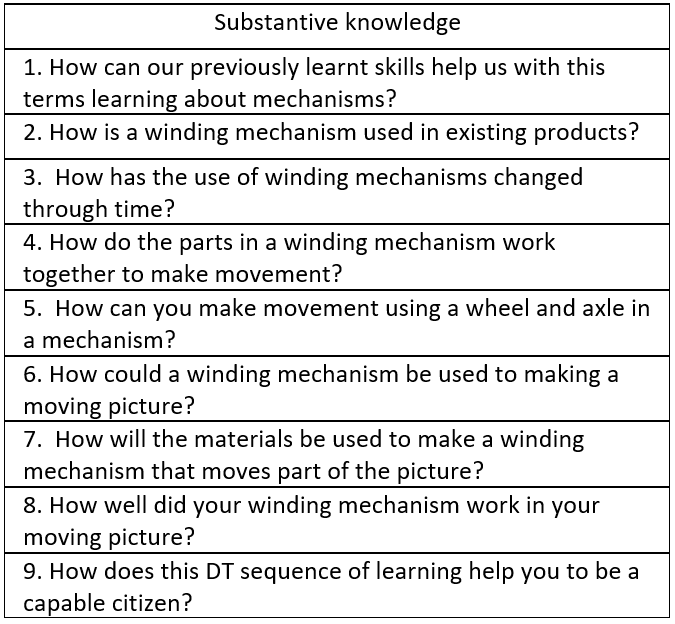 Substantive knowledge
1. How can our previously learnt skills help us with this
terms learning about mechanisms?
2. How is a winding mechanism used in existing products?
3.  How has the use of winding mechanisms changed
through time?
4. How do the parts in a winding mechanism work
together to make movement?
5.  How can you make movement using a wheel and axle in
a mechanism?
6. How could a winding mechanism be used to making a
moving picture?
7.  How will the materials be used to make a winding
mechanism that moves part of the picture?
8. How well did your winding mechanism work in your
moving picture?
9. How does this DT sequence of learning help you to be a
capable citizen?